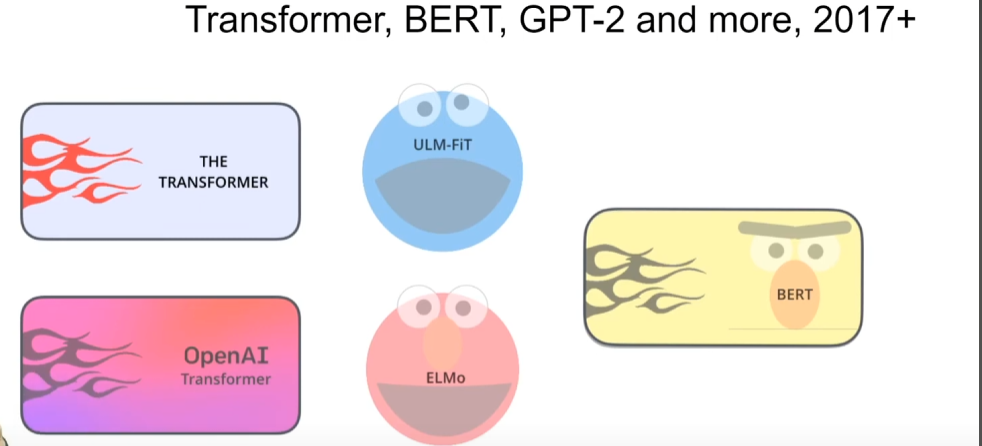 Transformer, BERT, GPT-2 and more, 2017+
THE
TRANSFORMER
ULM-FiT
BERT
OpenAI
Transformer
ELMo